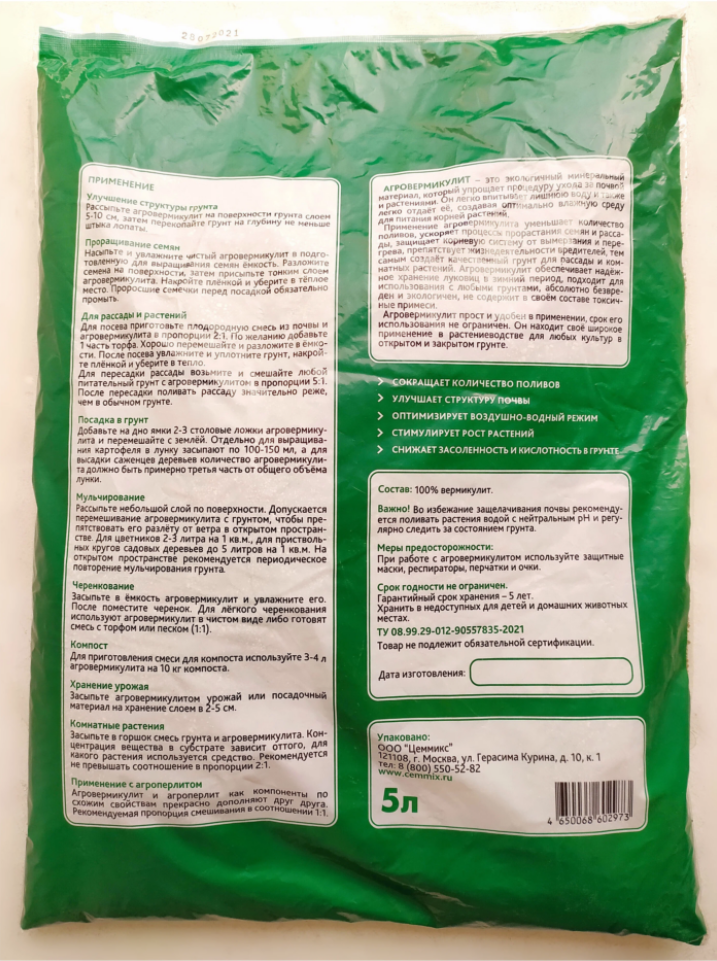 28072021
ПРИМЕНЕНИЕ
Улучшение структуры грунта
Рассыпьте агровермикулит на поверхности грунта слоем
5-10 см, затем перекопайте грунт на глубину не меньше
штыка лопаты.
Проращивание семян
Насыпьте и увлажните чистый агровермикулит в подго-
товленную для выращивания семян ёмкость. Разложите
семена на поверхности, затем присыпьте тонким слоем
агровермикулита. Накройте плёнкой и уберите в тёплое
место. Проросшие семечки перед посадкой обязательно
промыть.
Для рассады и растений
Для посева приготовьте плодородную смесь из почвы и
агровермикулита в пропорции 2:1. По желанию добавьте
1 часть торфа. Хорошо перемешайте и разложите в ёмко-
сти. После посева увлажните и уплотните грунт, накрой-
те плёнкой и уберите в тепло.
Для пересадки рассады возьмите и смешайте любой
питательный грунт с агровермикулитом в пропорции 5:1.
После пересадки поливать рассаду значительно реже,
чем в обычном грунте.
Посадка в грунт
Добавьте на дно ямки 2-3 столовые ложки агровермику-
лита и перемешайте с землёй. Отдельно для выращива-
ния картофеля в лунку засыпают по 100-150 мл, а для
высадки саженцев деревьев количество агровермикули-
та должно быть примерно третья часть от общего объёма
лунки.
Мульчирование
Рассыпьте небольшой слой по поверхности. Допускается
перемешивание агровермикулита с грунтом, чтобы пре-
пятствовать его разлёту от ветра в открытом простран-
стве. Для цветников 2-3 литра на 1 кв.м., для приствольт-
ных кругов садовых деревьев до 5 литров на 1 кв.м. На
открытом пространстве рекомендуется периодическое
повторение мульчирования грунта.
Черенкование
Засыпьте в ёмкость агровермикулит и увлажните его.
После поместите черенок. Для лёгкого черенкования
используют агровермикулит в чистом виде либо готовят
смесь с торфом или песком (1:1).
Компост
Для приготовления смеси для компоста используйте 3-4 л
агровермикулита на 10 кг компоста.
Хранение урожая
Засыпьте агровермикулитом урожай или посадочный
материал на хранение слоем в 2-5 см.
Комнатные растения
Засыпьте в горшок смесь грунта и агровермикулита. Кон-
центрация вещества в субстрате зависит оттого, для
какого растения используется средство. Рекомендуется
не превышать соотношение в пропорции 2:1.
Применение с агроперлитом
Агровермикулит и агроперлит как компоненты по
схожим свойствам прекрасно дополняют друг друга.
Рекомендуемая пропорция смешивания в соотношении 1:1.
АГРОВЕРМИКУЛИТ – это экологичный минеральный
материал, который упрощает процедуру ухода за почвой
и растениями. Он легко впитывает лишнюю воду и также
легко отдаёт её, создавая оптимально влажную среду
для питания корней растений.
Применение агровермикулита уменьшает количество
поливов, ускоряет процессы прорастания семян и расса-
ды, защищает корневую систему от вымерзания и пере-
грева, препятствует жизнедеятельности вредителей, тем
самым создаёт качественный грунт для рассады и ком-
натных растений. Агровермикулит обеспечивает надёж-
ное хранение луковиц в зимний период, подходит для
использования с любыми грунтами, абсолютно безвре-
ден и экологичен, не содержит в своём составе токсич-
ные примеси.
Агровермикулит прост и удобен в применении, срок его
использования не ограничен. Он находит своё широкое
применение в растениеводстве для любых культур в
открытом и закрытом грунте.
СОКРАЩАЕТ КОЛИЧЕСТВО ПОЛИВОВ
УЛУЧШАЕТ СТРУКТУРУ ПОЧВЫ
ОПТИМИЗИРУЕТ ВОЗДУШНО-ВОДНЫЙ РЕЖИМ
СТИМУЛИРУЕТ РОСТ РАСТЕНИЙ
СНИЖАЕТ ЗАСОЛЕННОСТЬ И КИСЛОТНОСТЬ В ГРУНТЕ
Состав: 100% вермикулит.
Важно! Во избежание защелачивания почвы рекоменду-
ется поливать растения водой с нейтральным pH и регу-
лярно следить за состоянием грунта.
Меры предосторожности:
При работе с агровермикулитом используйте защитные
маски, респираторы, перчатки и очки.
Срок годности не ограничен.
Гарантийный срок хранения – 5 лет.
Хранить в недоступных для детей и домашних животных
местах.
ТУ 08.99.29-012-90557835-2021
Товар не подлежит обязательной сертификации.
Дата изготовления:
Упаковано:
ООО "Цеммикс"
121108, г. Москва, ул. Герасима Курина, д. 10, к. 1
тел: 8 (800) 550-52-82
www.cemmix.ru
5л
4 650068 602973